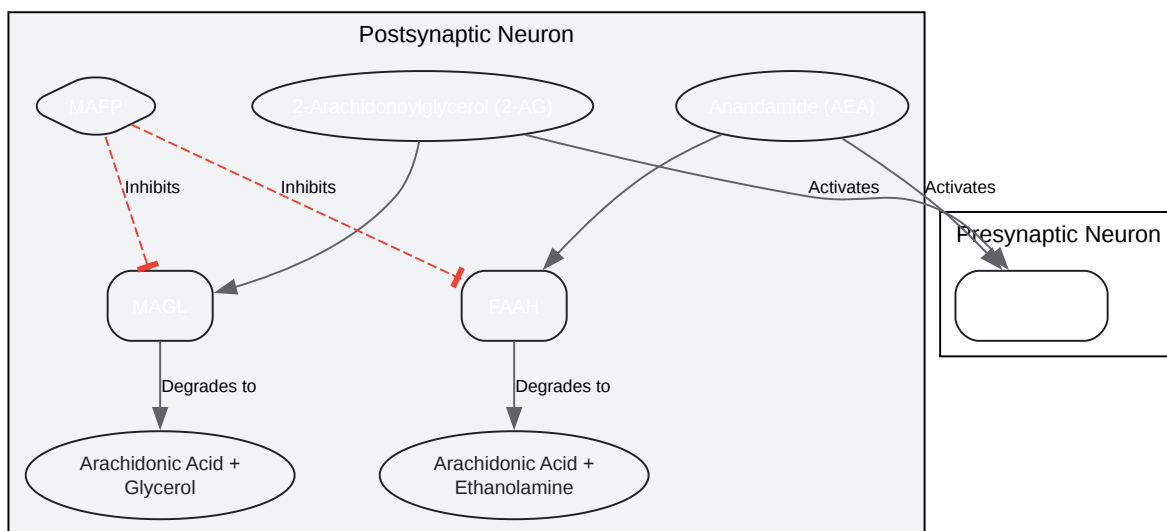 Postsynaptic Neuron
MAFP
2-Arachidonoylglycerol (2-AG)
Anandamide (AEA)
Inhibits
Inhibits
Activates
Activates
Presynaptic Neuron
MAGL
FAAH
Degrades to
Degrades to
Arachidonic Acid +
Glycerol
Arachidonic Acid +
Ethanolamine